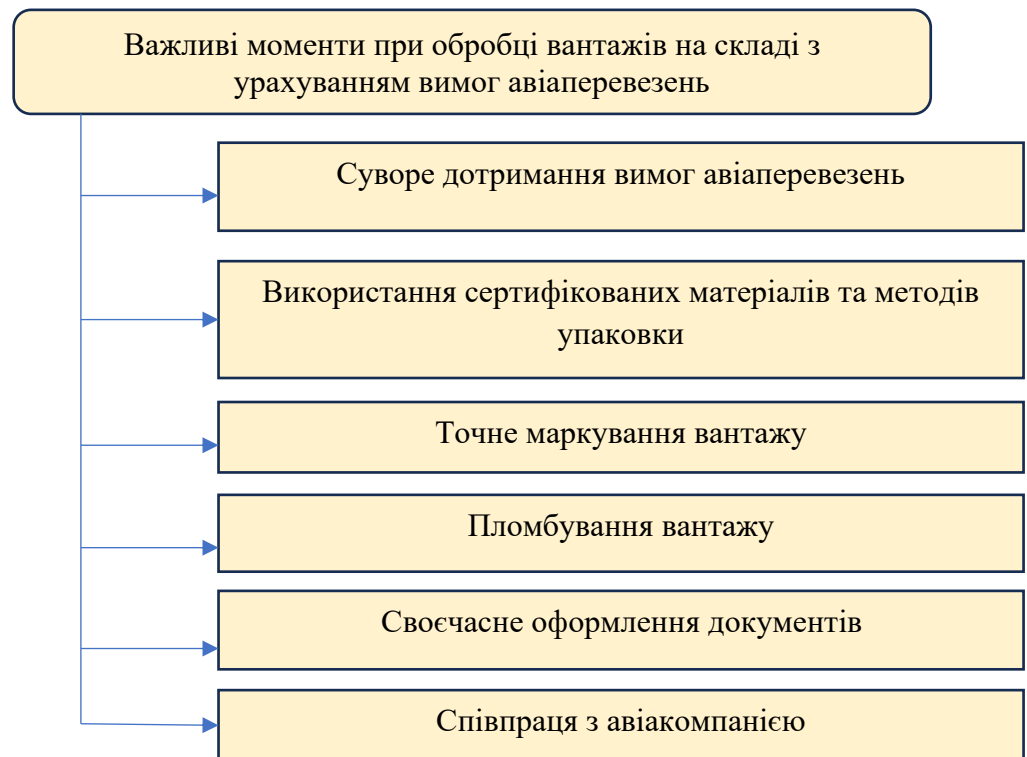 Важливі моменти при обробці вантажів на складі з
урахуванням вимог авіаперевезень
Суворе дотримання вимог авіаперевезень
Використання сертифікованих матеріалів та методів
упаковки
Точне маркування вантажу
Пломбування вантажу
Своєчасне оформлення документів
Співпраця з авіакомпанією